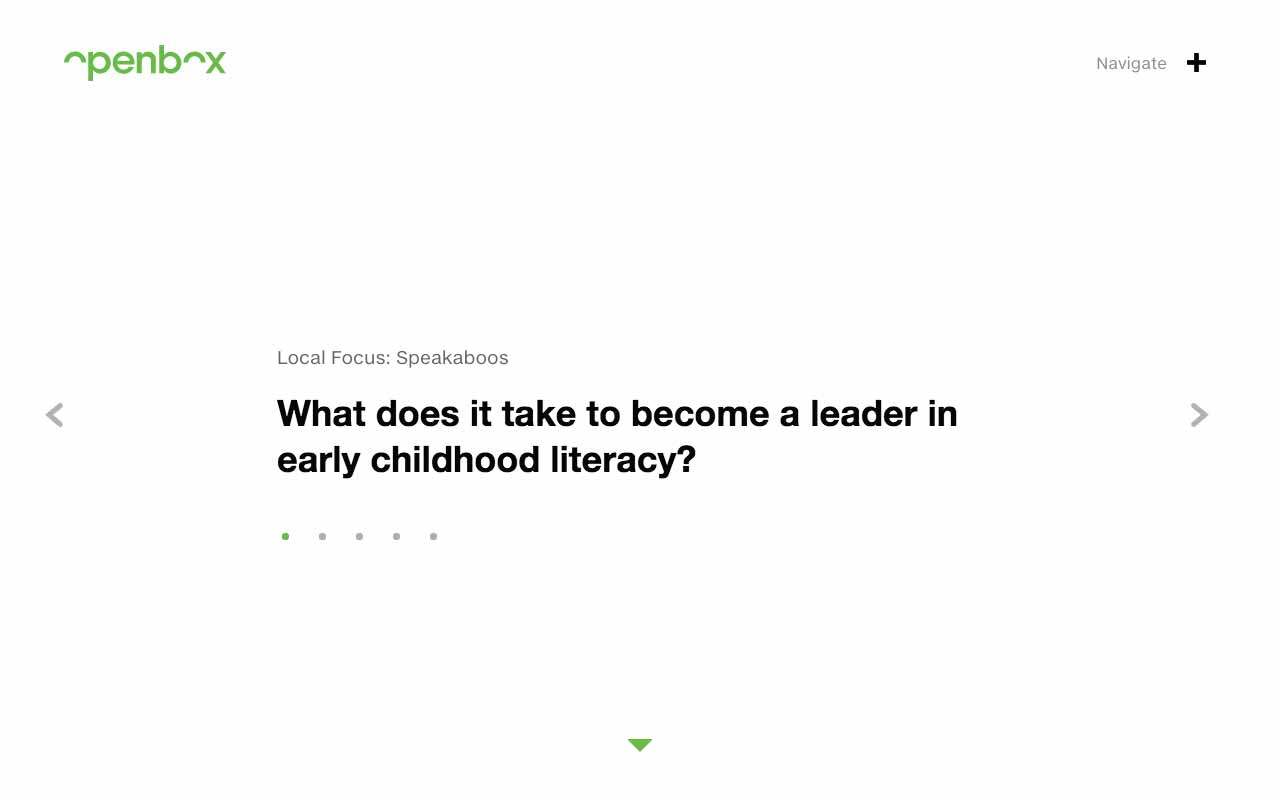 openbox
Navigate
Local Focus: Speakaboos
What does it take to become a leader in
early childhood literacy?